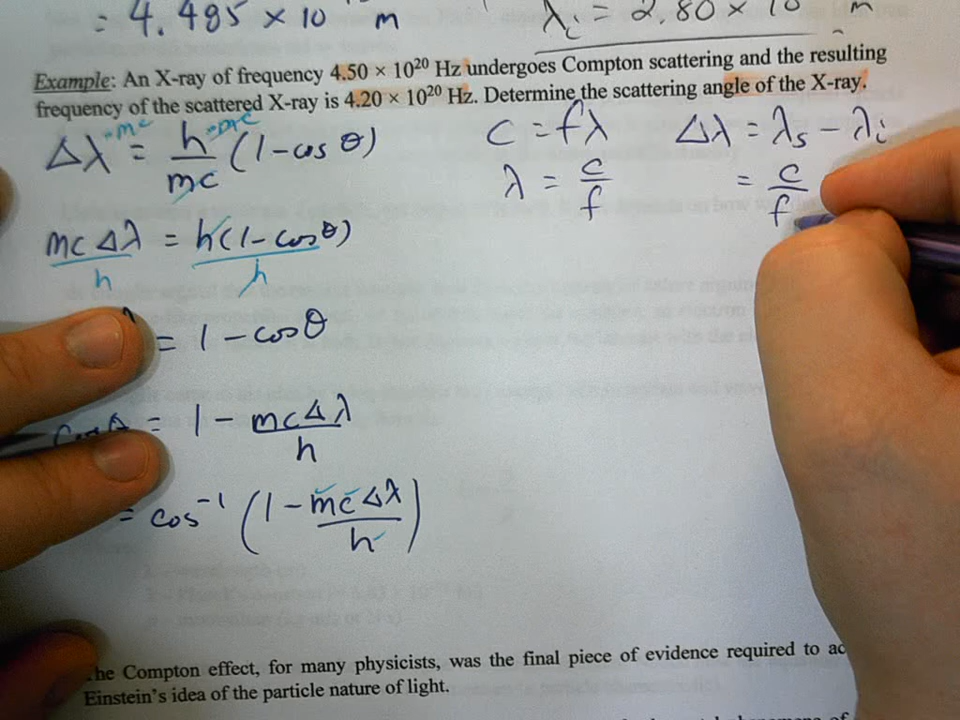 = 4.485 × 10 m
= 2.80 × 10 m
Example: An X-ray of frequency 4.50 × 10²⁰ Hz undergoes Compton scattering and the resulting
frequency of the scattered X-ray is 4.20 × 10²⁰ Hz. Determine the scattering angle of the X-ray.
Δλ ·mc = h/mc ·mc (1-cos θ)
c = fλ
Δλ = λs - λi
λ = c/f
= c/f
mcΔλ/h = h(1-cosθ)/h
= 1 - cosθ
= 1 - mcΔλ/h
= cos⁻¹ (1 - mcΔλ/h)
he Compton effect, for many physicists, was the final piece of evidence required to
Einstein's idea of the particle nature of light.